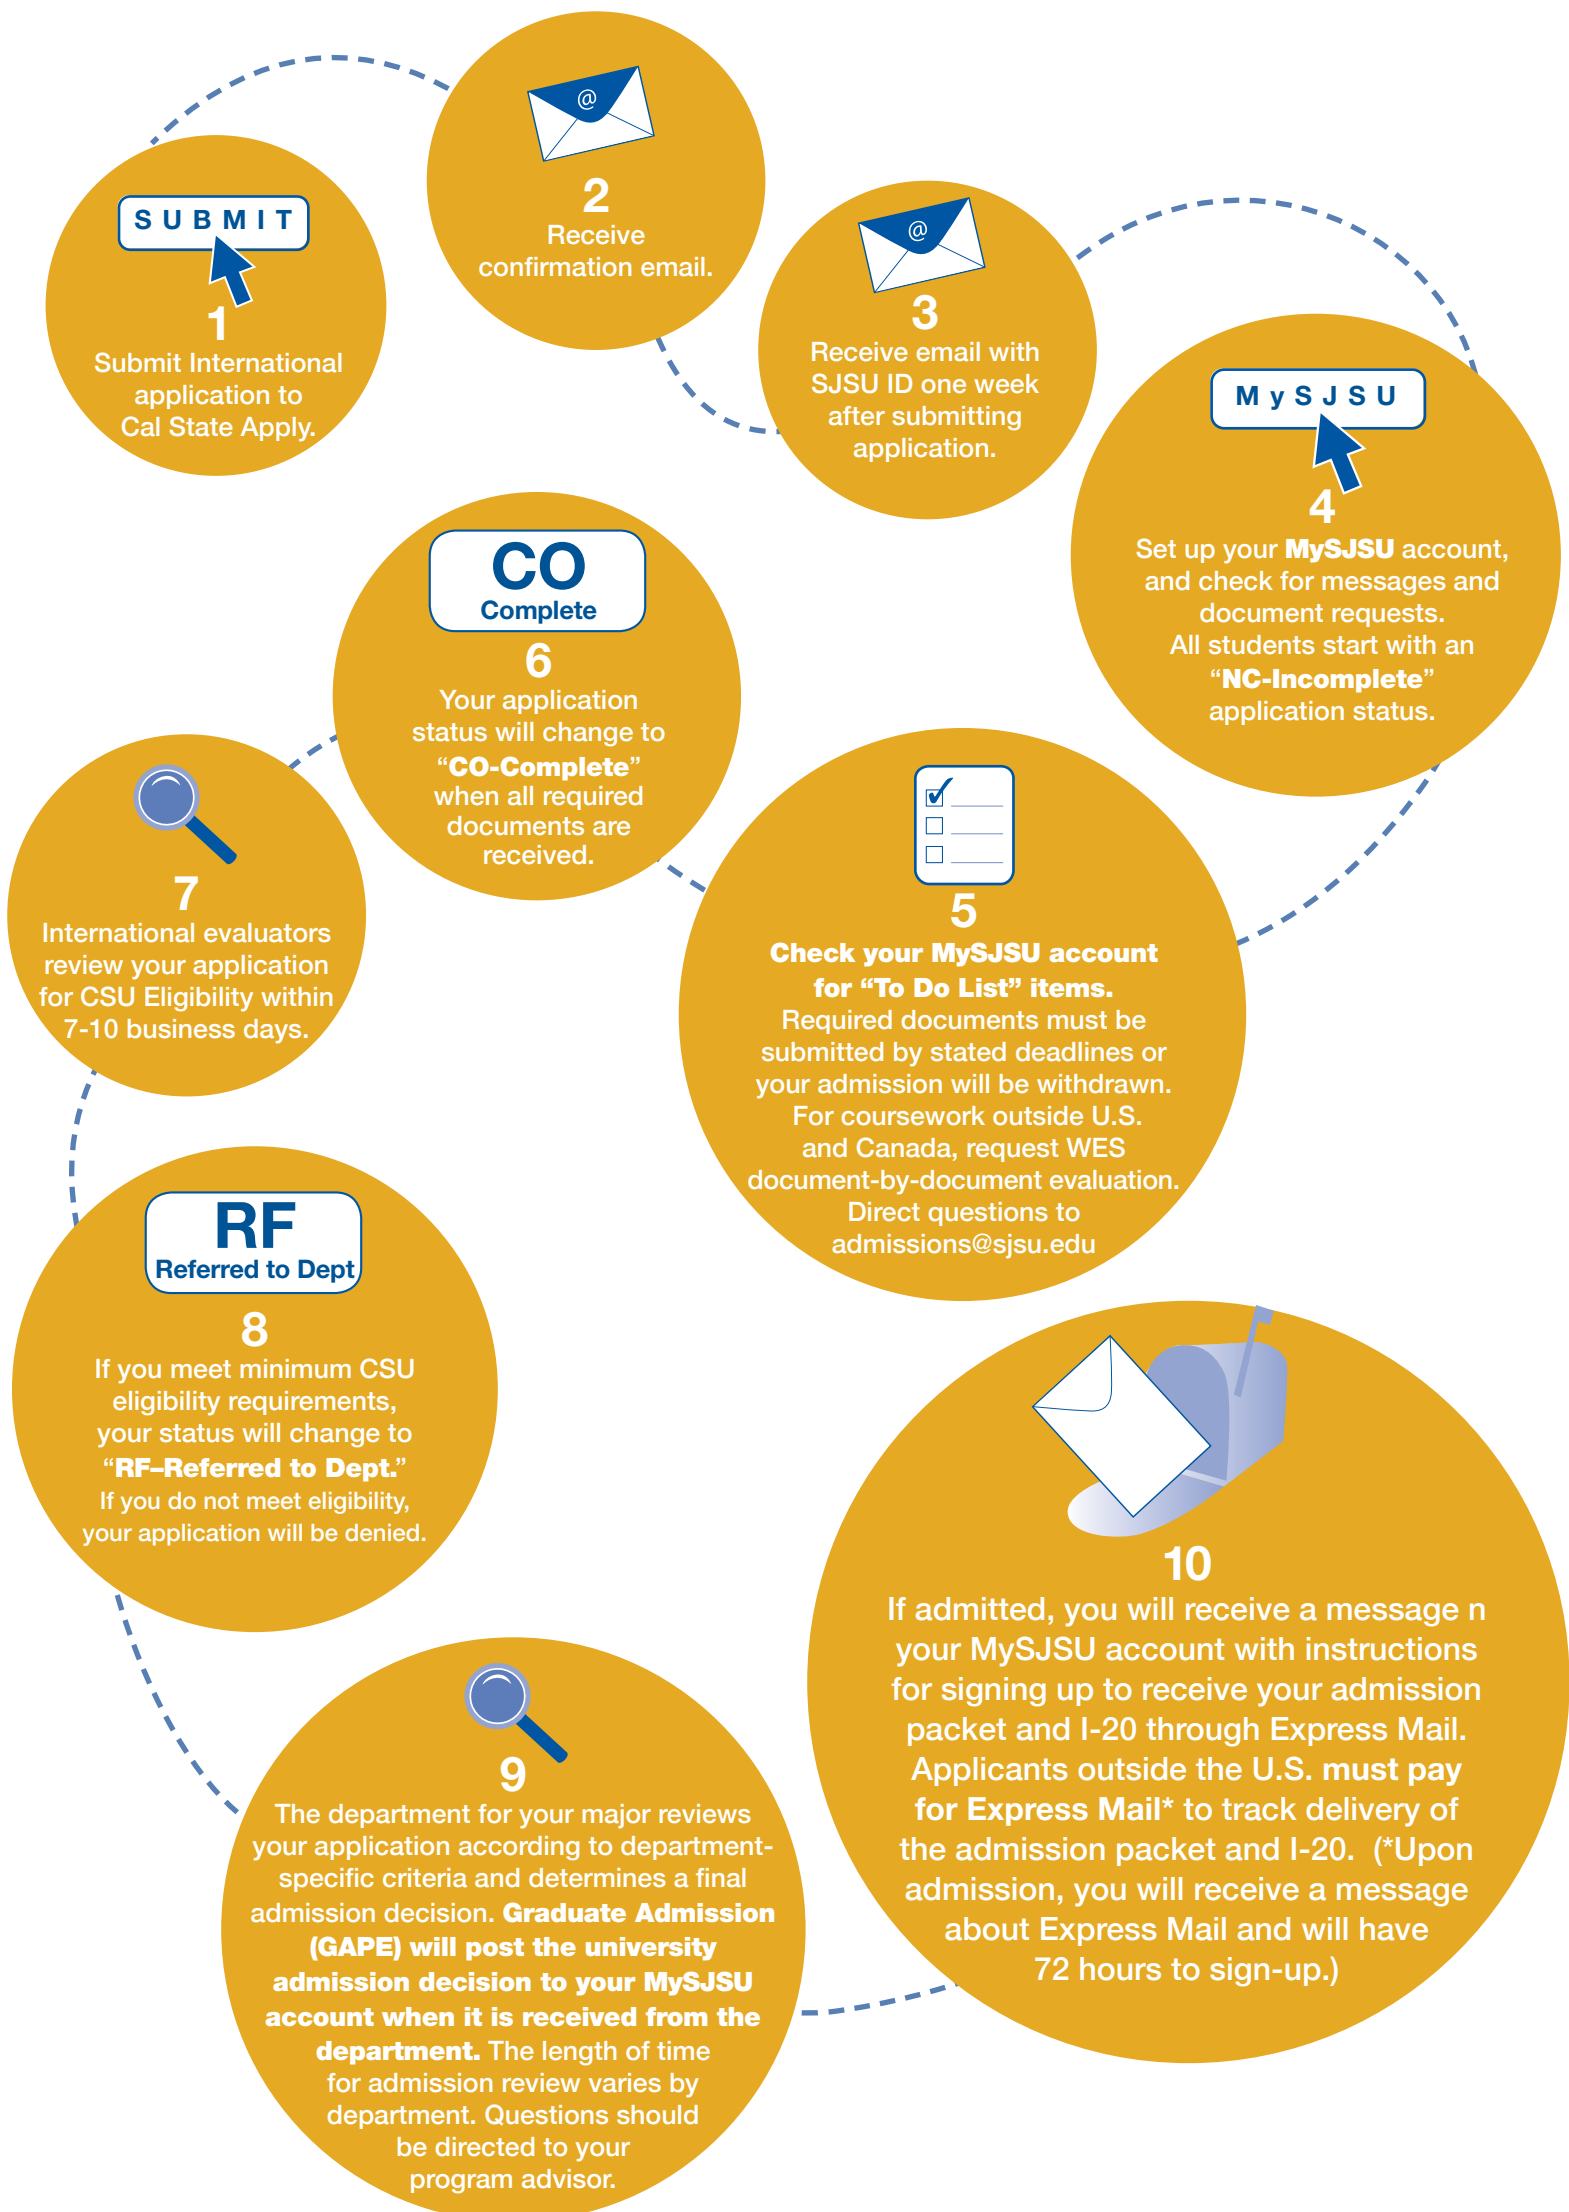 SUBMIT
1
Submit International
application to
Cal State Apply.
@
2
Receive
confirmation email.
@
3
Receive email with
SJSU ID one week
after submitting
application.
MySJSU
4
Set up your MySJSU account,
and check for messages and
document requests.
All students start with an
“NC-Incomplete”
application status.
5
Check your MySJSU account
for “To Do List” items.
Required documents must be
submitted by stated deadlines or
your admission will be withdrawn.
For coursework outside U.S.
and Canada, request WES
document-by-document evaluation.
Direct questions to
admissions@sjsu.edu
CO
Complete
6
Your application
status will change to
“CO-Complete”
when all required
documents are
received.
7
International evaluators
review your application
for CSU Eligibility within
7-10 business days.
RF
Referred to Dept
8
If you meet minimum CSU
eligibility requirements,
your status will change to
“RF–Referred to Dept.”
If you do not meet eligibility,
your application will be denied.
9
The department for your major reviews
your application according to department-
specific criteria and determines a final
admission decision. Graduate Admission
(GAPE) will post the university
admission decision to your MySJSU
account when it is received from the
department. The length of time
for admission review varies by
department. Questions should
be directed to your
program advisor.
10
If admitted, you will receive a message n
your MySJSU account with instructions
for signing up to receive your admission
packet and I-20 through Express Mail.
Applicants outside the U.S. must pay
for Express Mail* to track delivery of
the admission packet and I-20. (*Upon
admission, you will receive a message
about Express Mail and will have
72 hours to sign-up.)